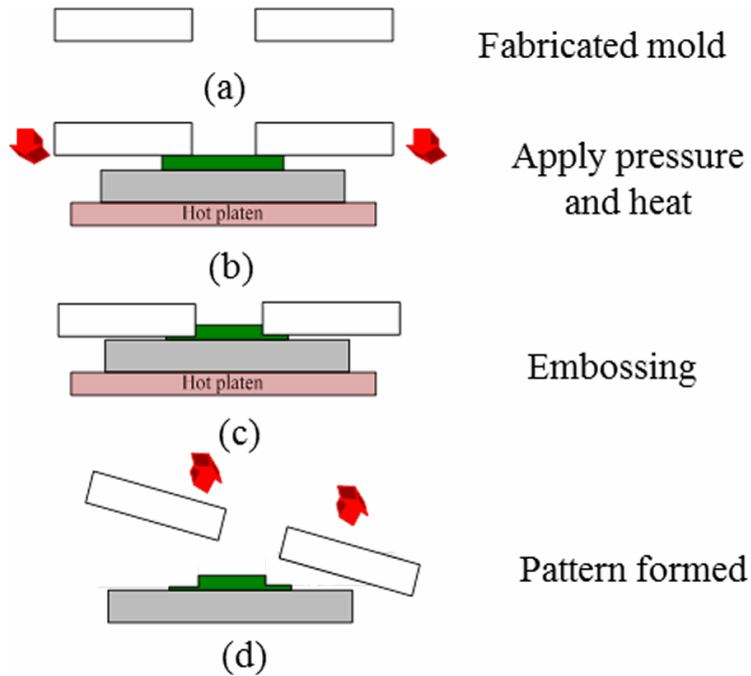 Fabricated mold
(a)
Apply pressure
and heat
Hot platen
(b)
Embossing
Hot platen
(c)
Pattern formed
(d)